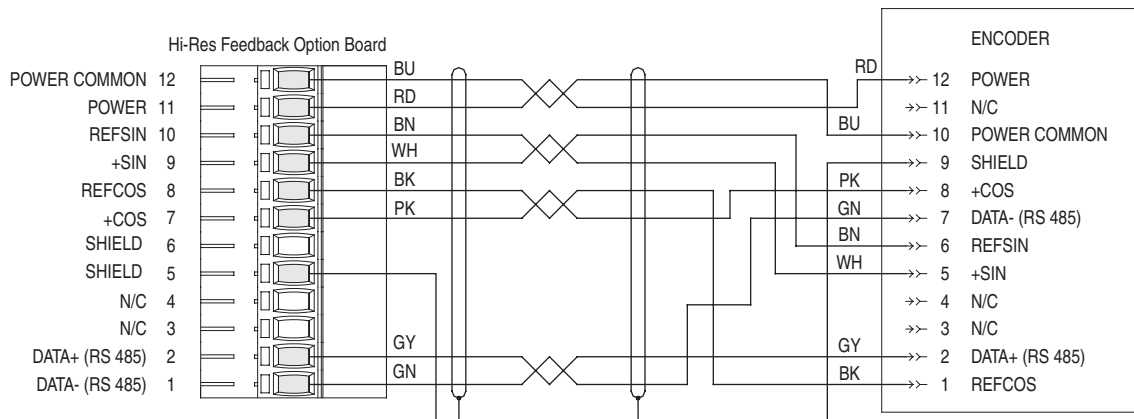 Hi-Res Feedback Option Board
POWER COMMON 12
POWER 11
REFSIN 10
+SIN 9
REFCOS 8
+COS 7
SHIELD 6
SHIELD 5
N/C 4
N/C 3
DATA+ (RS 485) 2
DATA- (RS 485) 1
BU
RD
BN
WH
BK
PK
GY
GN
ENCODER
RD 12 POWER
11 N/C
BU 10 POWER COMMON
9 SHIELD
PK 8 +COS
GN 7 DATA- (RS 485)
BN 6 REFSIN
WH 5 +SIN
4 N/C
3 N/C
GY 2 DATA+ (RS 485)
BK 1 REFCOS